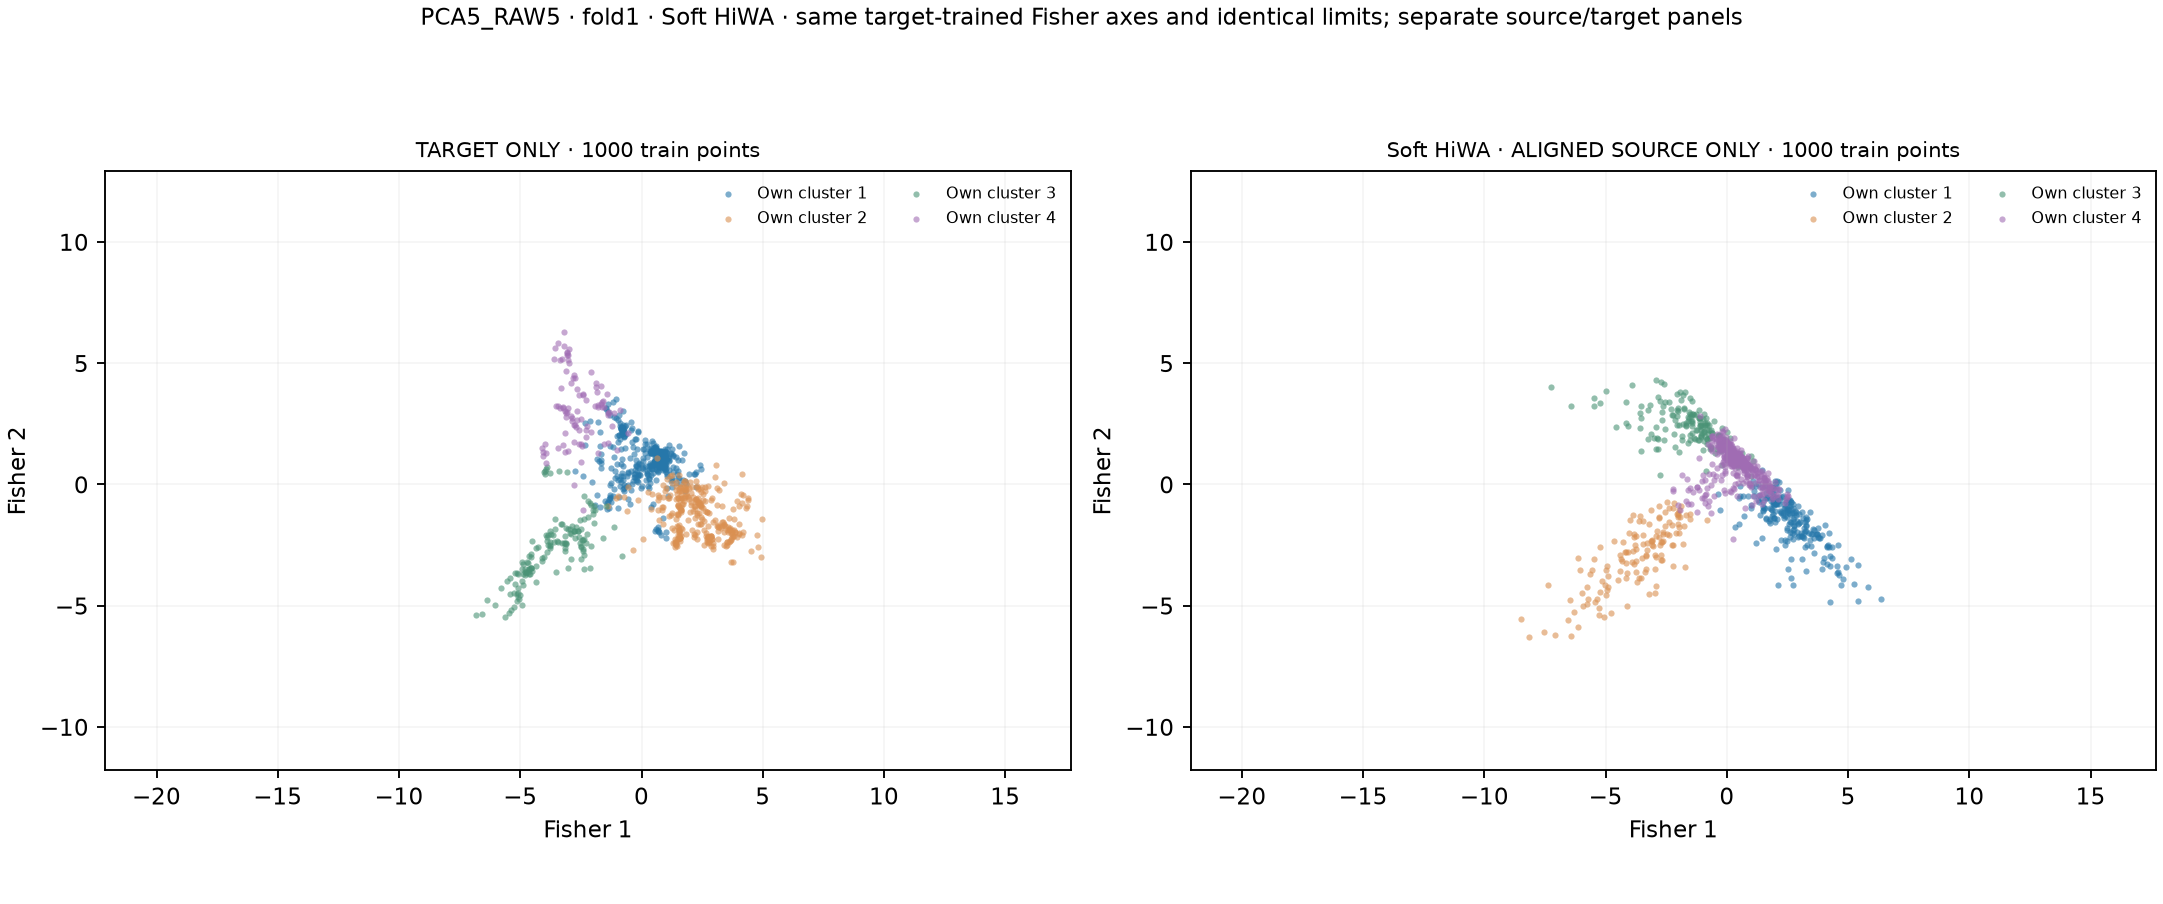 PCA5_RAW5 · fold1 · Soft HiWA · same target-trained Fisher axes and identical limits; separate source/target panels
TARGET ONLY · 1000 train points
Own cluster 1
Own cluster 2
Own cluster 3
Own cluster 4
10
5
0
−5
−10
Fisher 2
−20
−15
−10
−5
0
5
10
15
Fisher 1
Soft HiWA · ALIGNED SOURCE ONLY · 1000 train points
Own cluster 1
Own cluster 2
Own cluster 3
Own cluster 4
10
5
0
−5
−10
Fisher 2
−20
−15
−10
−5
0
5
10
15
Fisher 1